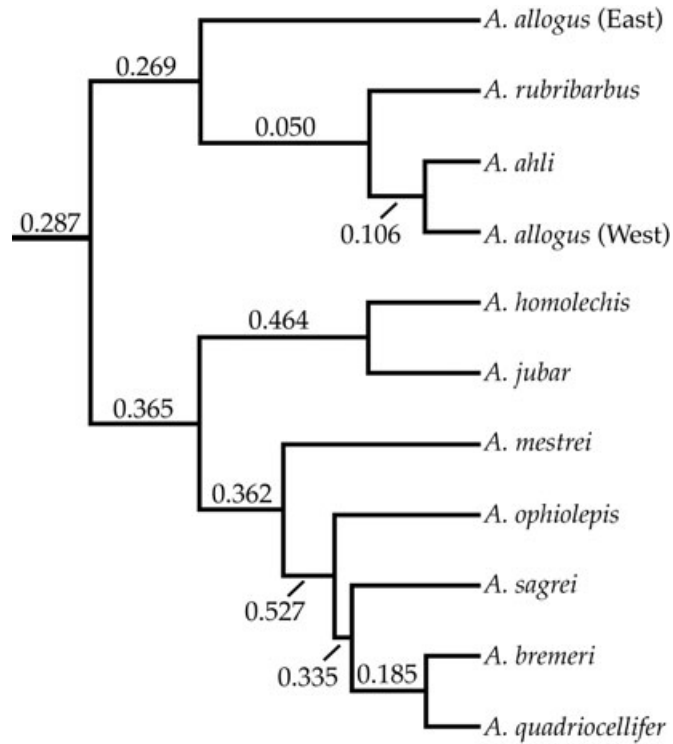 A. allogus (East)
0.269
A. rubribarbus
0.050
A. ahli
0.287
0.106
A. allogus (West)
A. homolechis
0.464
A. jubar
0.365
A. mestrei
0.362
A. ophiolepis
A. sagrei
0.527
A. bremeri
0.335
0.185
A. quadriocellifer